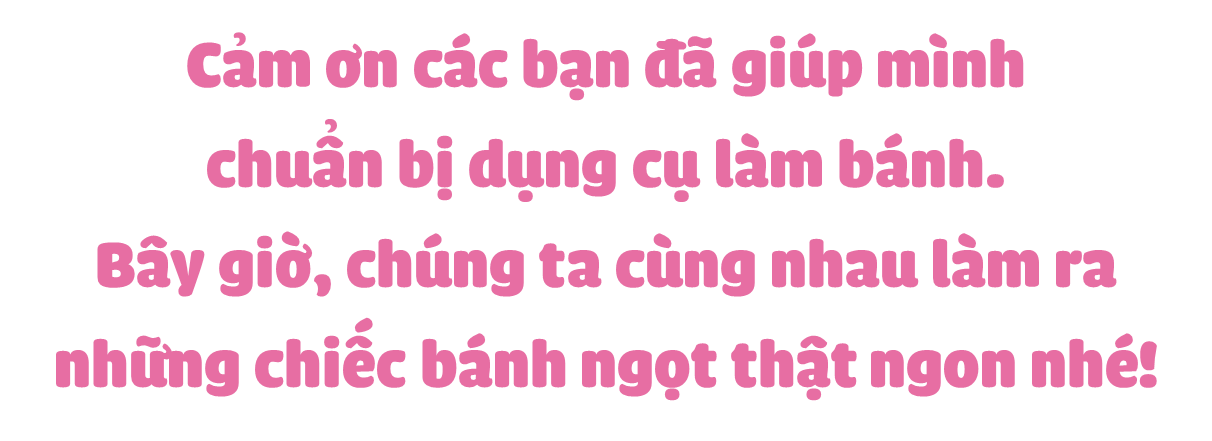 Cảm ơn các bạn đã giúp mình
chuẩn bị dụng cụ làm bánh.
Bây giờ, chúng ta cùng nhau làm ra
những chiếc bánh ngọt thật ngon nhé!